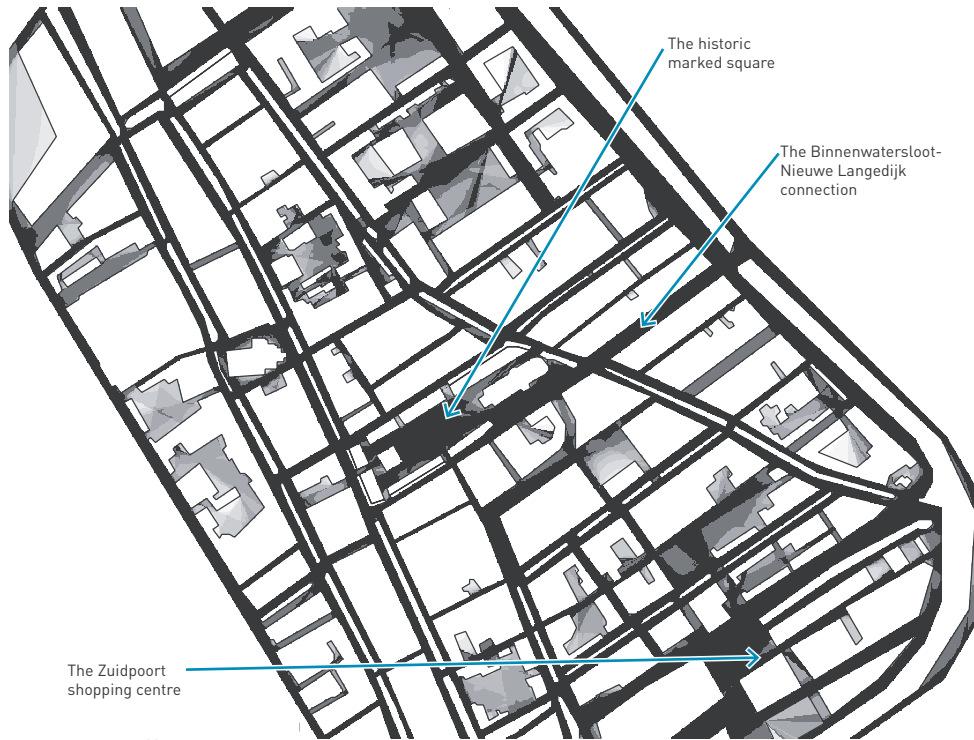 The historic
marked square
The Binnenwatersloot-
Nieuwe Langedijk
connection
The Zuidpoort
shopping centre